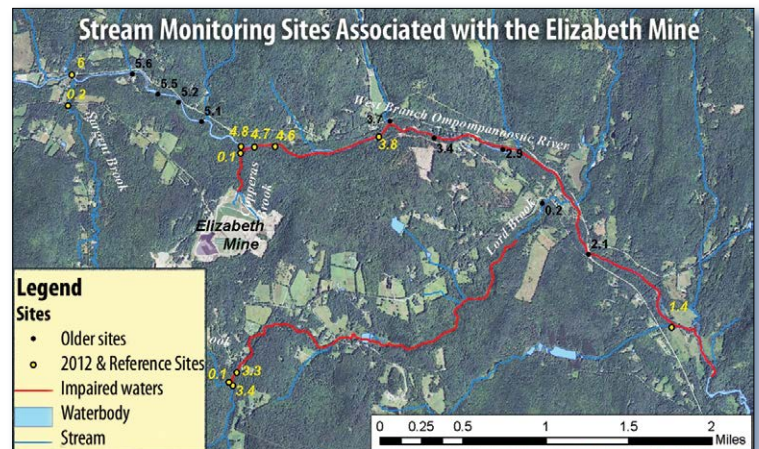 Stream Monitoring Sites Associated with the Elizabeth Mine
6
5.6
5.5
5.2
5.1
0.2
Sargent Brook
4.8
4.7
4.6
0.1
Copperas
Brook
Elizabeth
Mine
3.7
3.8
West Branch Ompompanoosuc River
3.4
2.9
0.2
Lord Brook
2.1
1.4
3.3
0.1
3.4
Legend
Sites
Older sites
2012 & Reference Sites
Impaired waters
Waterbody
Stream
0 0.25 0.5 1 1.5 2
Miles